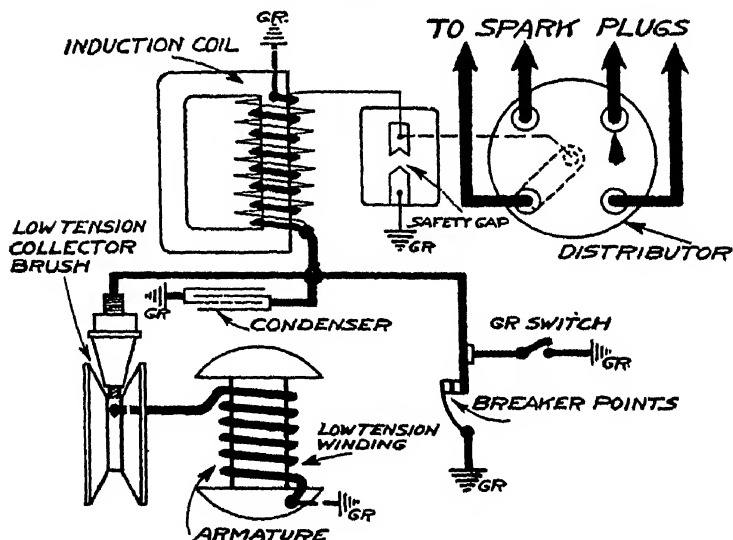 GR.
INDUCTION COIL
TO SPARK PLUGS
LOW TENSION
COLLECTOR
BRUSH
SAFETY GAP
GR
DISTRIBUTOR
GR
CONDENSER
GR SWITCH
GR
BREAKER POINTS
LOW TENSION
WINDING
GR
GR
ARMATURE